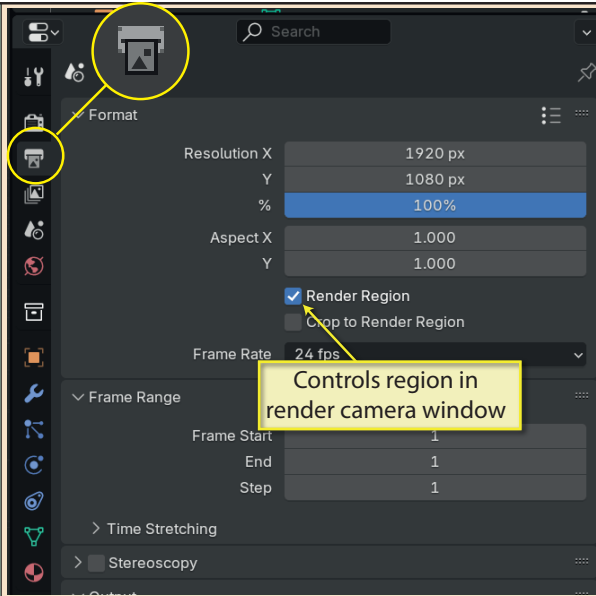 Search
Format
Resolution X 1920 px
Y 1080 px
% 100%
Aspect X 1.000
Y 1.000
Render Region
Crop to Render Region
Frame Rate 24 fps
Controls region in
render camera window
Frame Range
Frame Start 1
End 1
Step 1
Time Stretching
Stereoscopy
Output